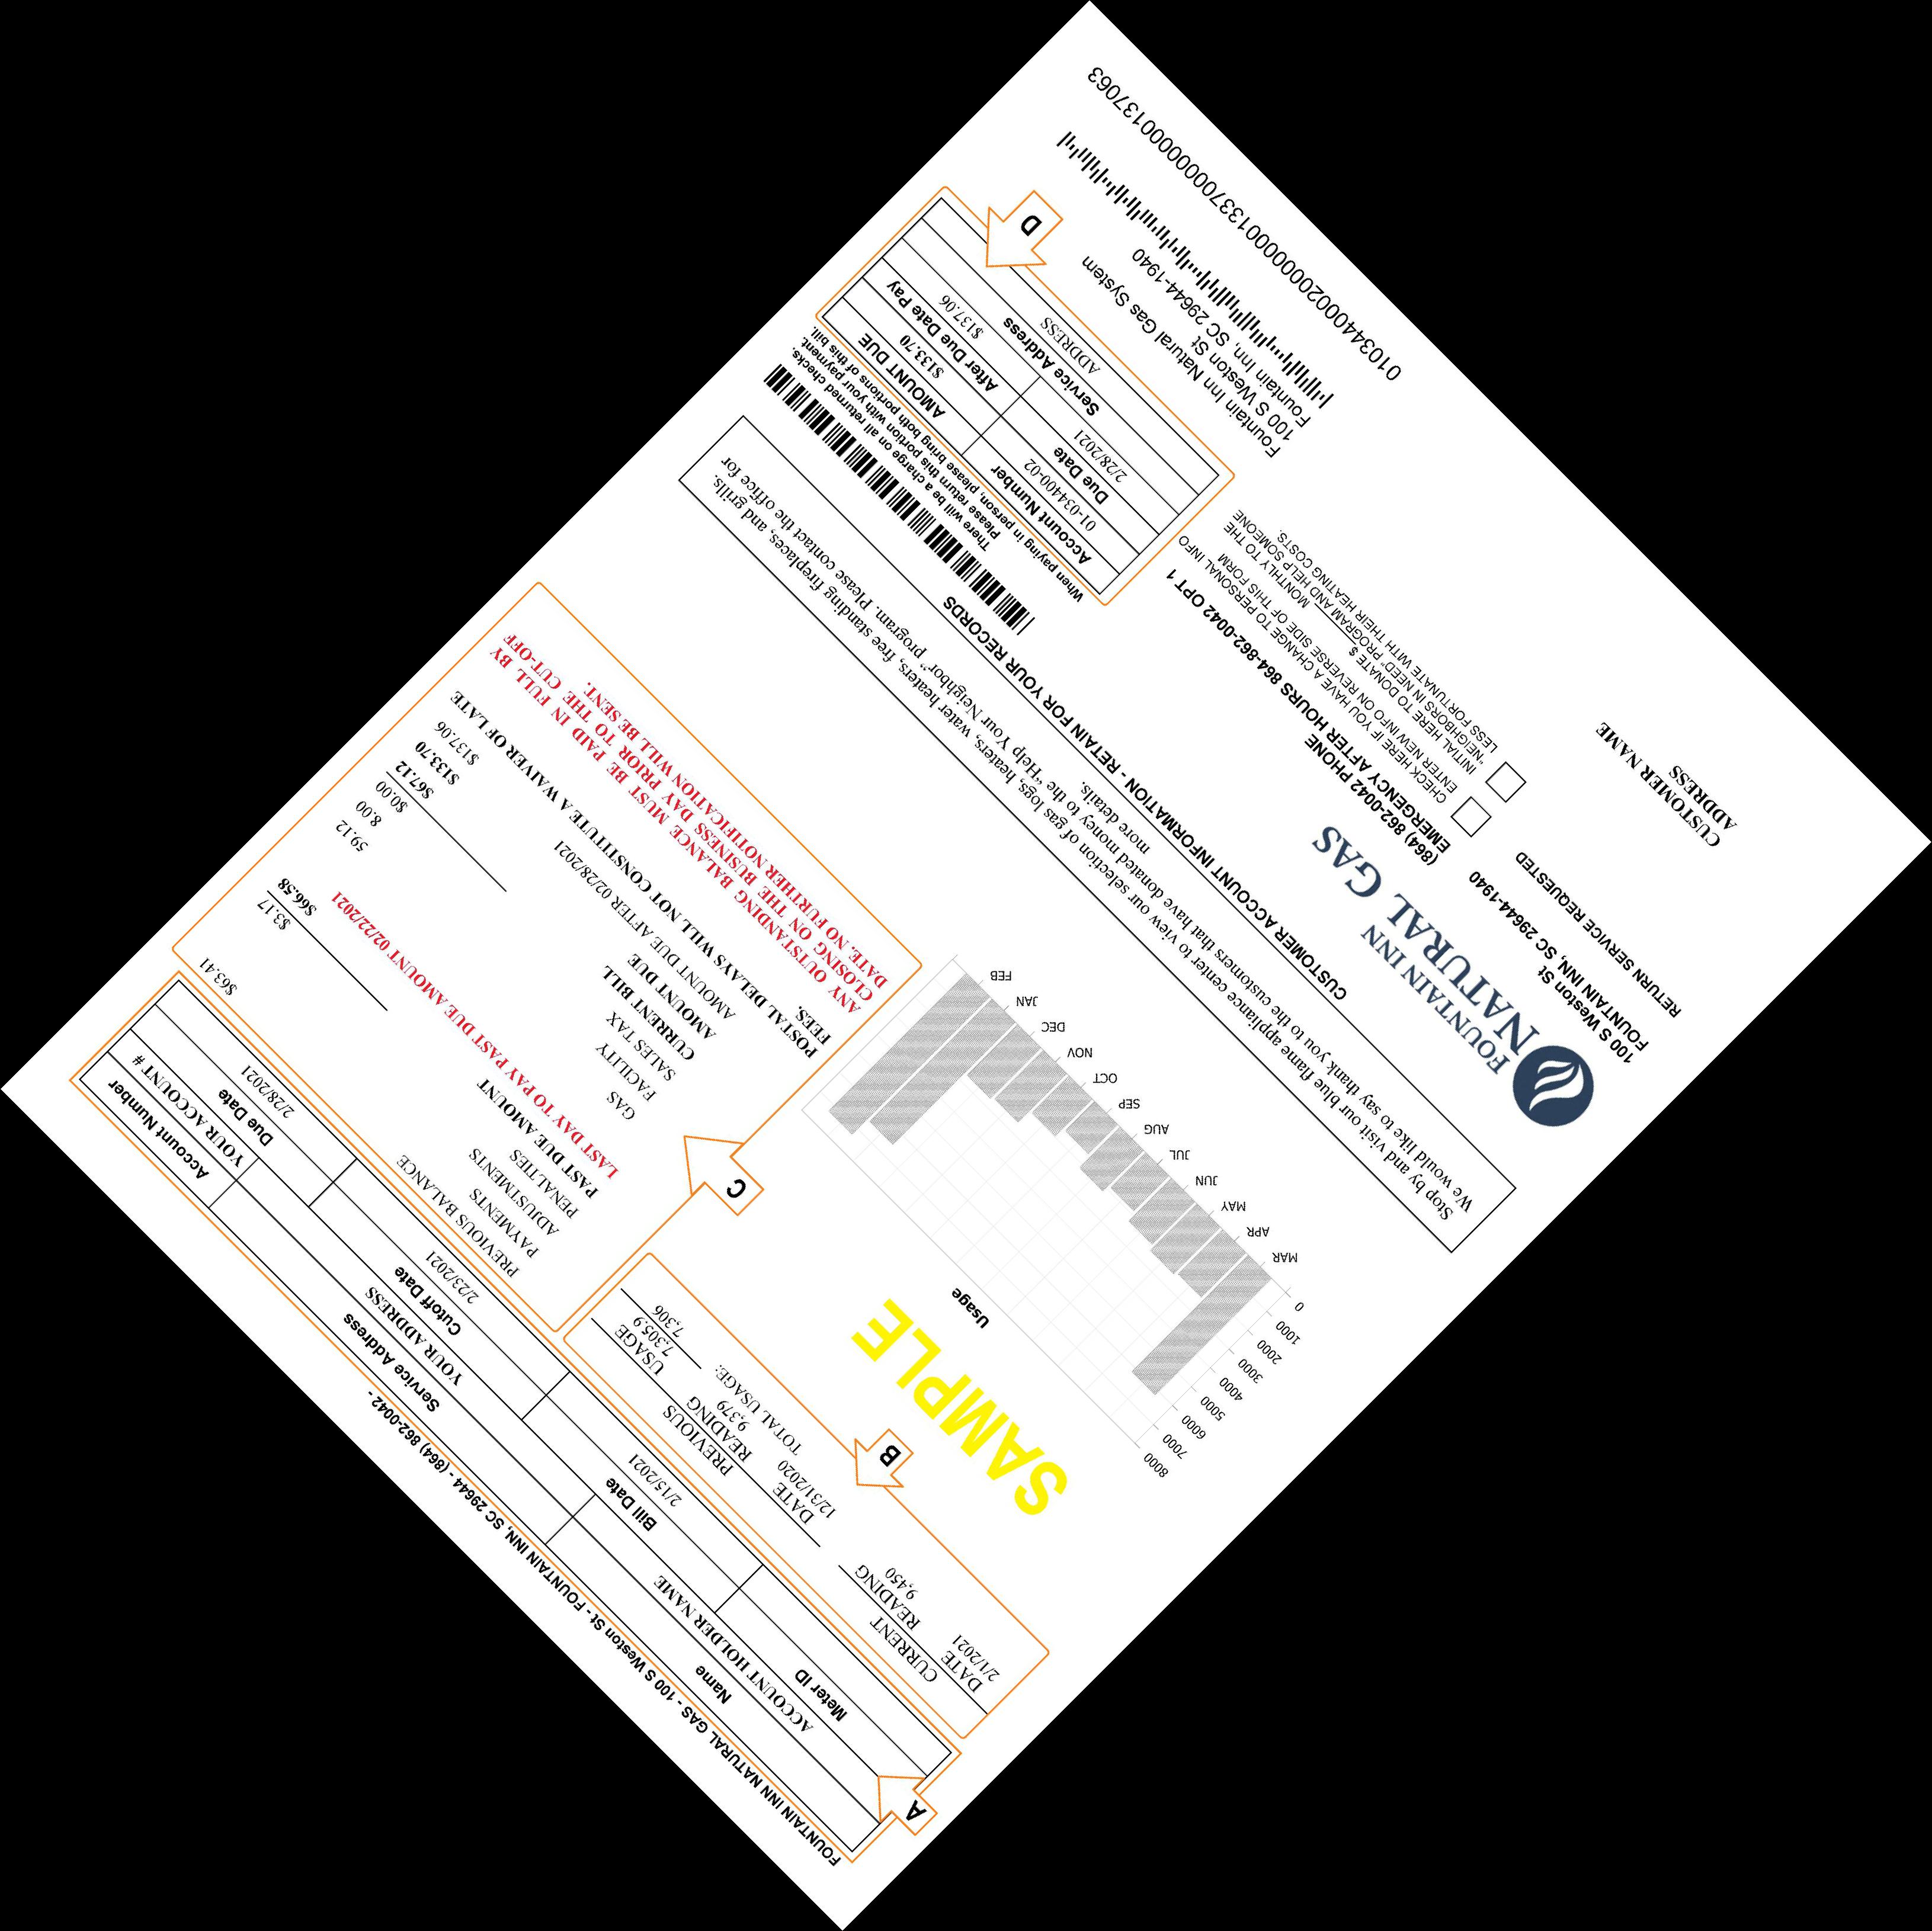 FOUNTAIN INN NATURAL GAS - 100 S Weston St - FOUNTAIN INN, SC 29644 - (864) 862-0042 -
A
Name Service Address Account Number
ACCOUNT HOLDER NAME YOUR ADDRESS YOUR ACCOUNT #
Meter ID Bill Date Cutoff Date Due Date
2/15/2021 2/23/2021 2/28/2021
CURRENT PREVIOUS
DATE READING DATE READING USAGE
2/1/2021 9,450 12/31/2020 9,379 7,305.9
TOTAL USAGE: 7,306
B
SAMPLE
Usage
8000
7000
6000
5000
4000
3000
2000
1000
0
MAR APR MAY JUN JUL AUG SEP OCT NOV DEC JAN FEB
PREVIOUS BALANCE $63.41
PAYMENTS
ADJUSTMENTS
PENALTIES $3.17
PAST DUE AMOUNT $66.58
LAST DAY TO PAY PAST DUE AMOUNT 02/22/2021
C
GAS 59.12
FACILITY 8.00
SALES TAX $0.00
CURRENT BILL $67.12
AMOUNT DUE $133.70
AMOUNT DUE AFTER 02/28/2021 $137.06
POSTAL DELAYS WILL NOT CONSTITUTE A WAIVER OF LATE
FEES.
ANY OUTSTANDING BALANCE MUST BE PAID IN FULL BY
CLOSING ON THE BUSINESS DAY PRIOR TO THE CUT-OFF
DATE. NO FURTHER NOTIFICATION WILL BE SENT.
Stop by and visit our blue flame appliance center to view our selection of gas logs, heaters, water heaters, free standing fireplaces, and grills.
We would like to say thank you to the customers that have donated money to the "Help Your Neighbor" program. Please contact the office for
more details.
CUSTOMER ACCOUNT INFORMATION - RETAIN FOR YOUR RECORDS
FOUNTAIN INN
NATURAL GAS
100 S Weston St
FOUNTAIN INN, SC 29644-1940
RETURN SERVICE REQUESTED
(864) 862-0042 PHONE
EMERGENCY AFTER HOURS 864-862-0042 OPT 1
CHECK HERE IF YOU HAVE A CHANGE TO PERSONAL INFO
ENTER NEW INFO ON REVERSE SIDE OF THIS FORM
INITIAL HERE TO DONATE $ MONTHLY TO THE
"NEIGHBORS IN NEED" PROGRAM AND HELP SOMEONE
LESS FORTUNATE WITH THEIR HEATING COSTS.
CUSTOMER NAME
ADDRESS
There will be a charge on all returned checks.
Please return this portion with your payment.
When paying in person, please bring both portions of this bill.
Account Number AMOUNT DUE
01-034400-02 $133.70
Due Date After Due Date Pay
2/28/2021 $137.06
Service Address
ADDRESS
D
Fountain Inn Natural Gas System
100 S Weston St
Fountain Inn, SC 29644-1940